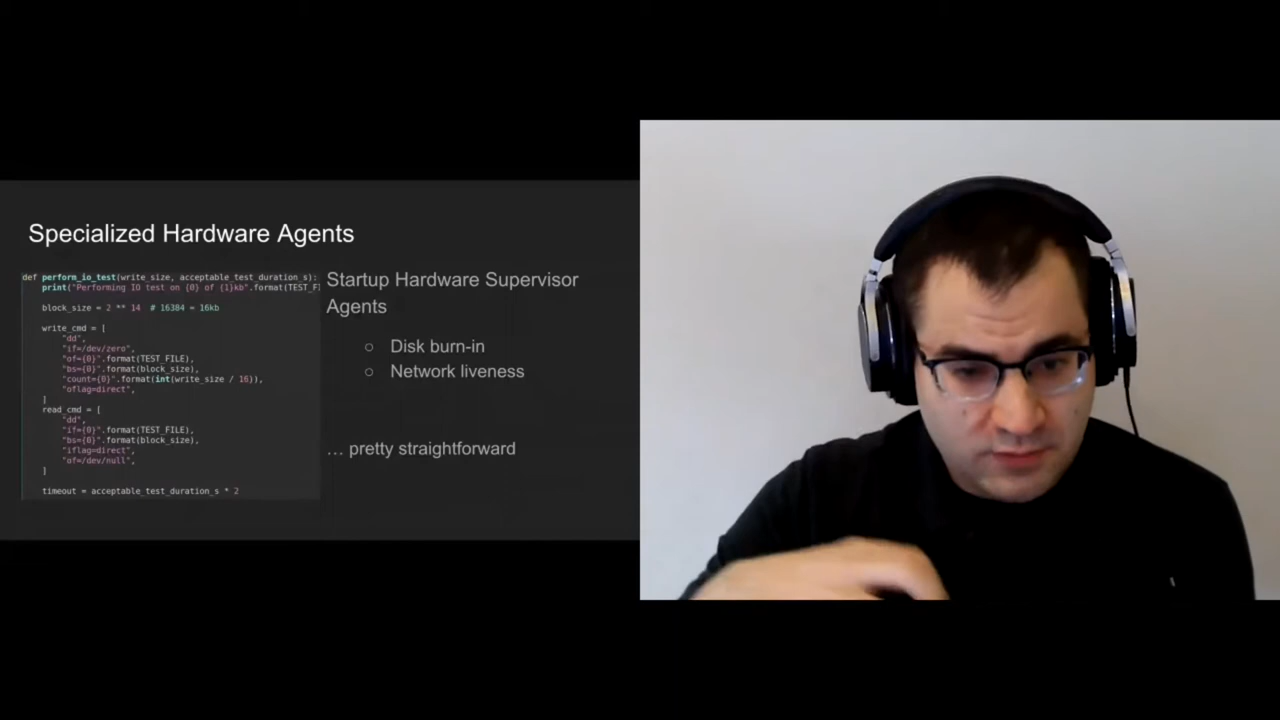 Specialized Hardware Agents
def perform_io_test(write_size, acceptable_test_duration_s):
print("Performing IO test on {0} of {1}kb".format(TEST_FI
block_size = 2 ** 14  # 16384 = 16kb
write_cmd = [
"dd",
"if=/dev/zero",
"of={0}".format(TEST_FILE),
"bs={0}".format(block_size),
"count={0}".format(int(write_size / 16)),
"oflag=direct",
]
read_cmd = [
"dd",
"if={0}".format(TEST_FILE),
"bs={0}".format(block_size),
"iflag=direct",
"of=/dev/null",
]
timeout = acceptable_test_duration_s * 2
Startup Hardware Supervisor
Agents
○ Disk burn-in
○ Network liveness
… pretty straightforward